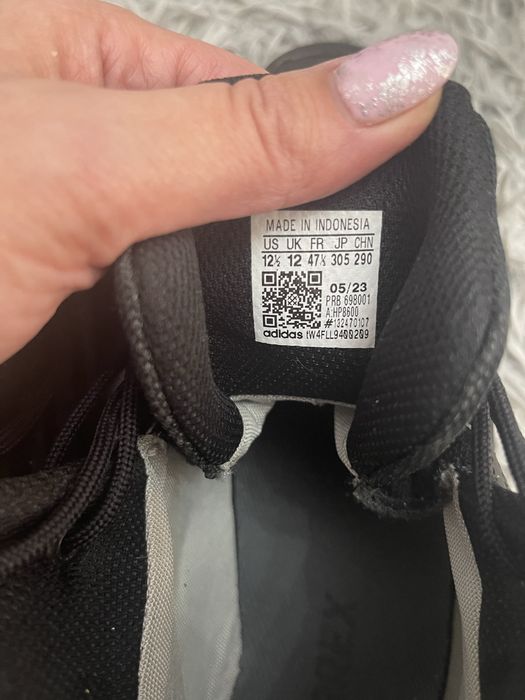 MADE IN INDONESIA
US UK FR JP CHN
12½ 12 47⅓ 305 290
05/23
PRB 698001
A:HP8600
#132470107
adidas tW4FLL9400209